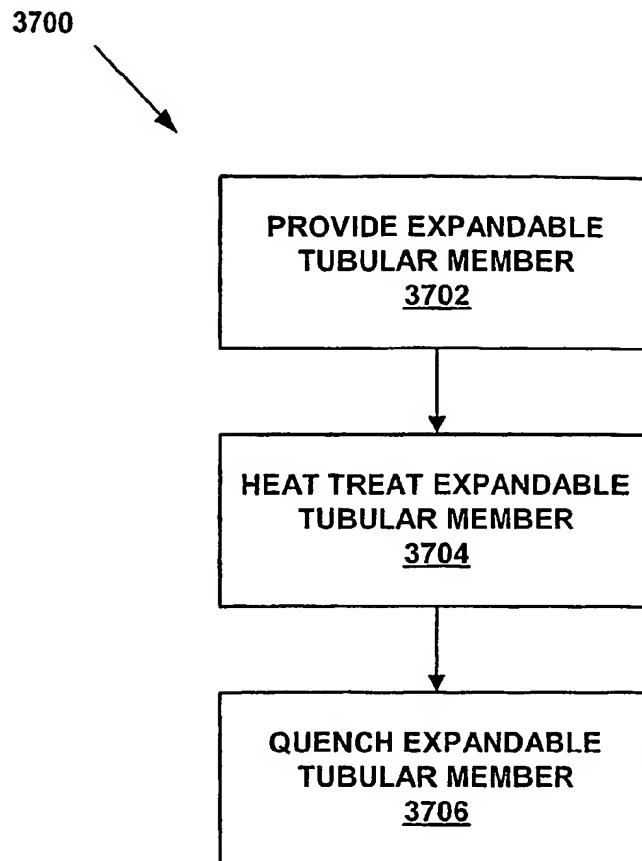 3700
PROVIDE EXPANDABLE
TUBULAR MEMBER
3702
HEAT TREAT EXPANDABLE
TUBULAR MEMBER
3704
QUENCH EXPANDABLE
TUBULAR MEMBER
3706